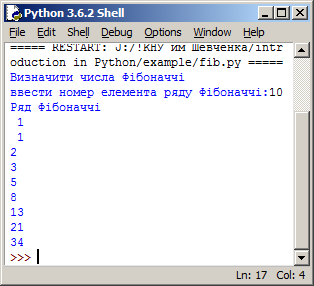 Python 3.6.2 Shell
File Edit Shell Debug Options Window Help
===== RESTART: J:/!КНУ им Шевченка/intr
oduction in Python/example/fib.py =====
Визначити числа Фібоначчі
ввести номер елемента ряду Фібоначчі:10
Ряд Фібоначчі
1
1
2
3
5
8
13
21
34
>>>
Ln: 17 Col: 4